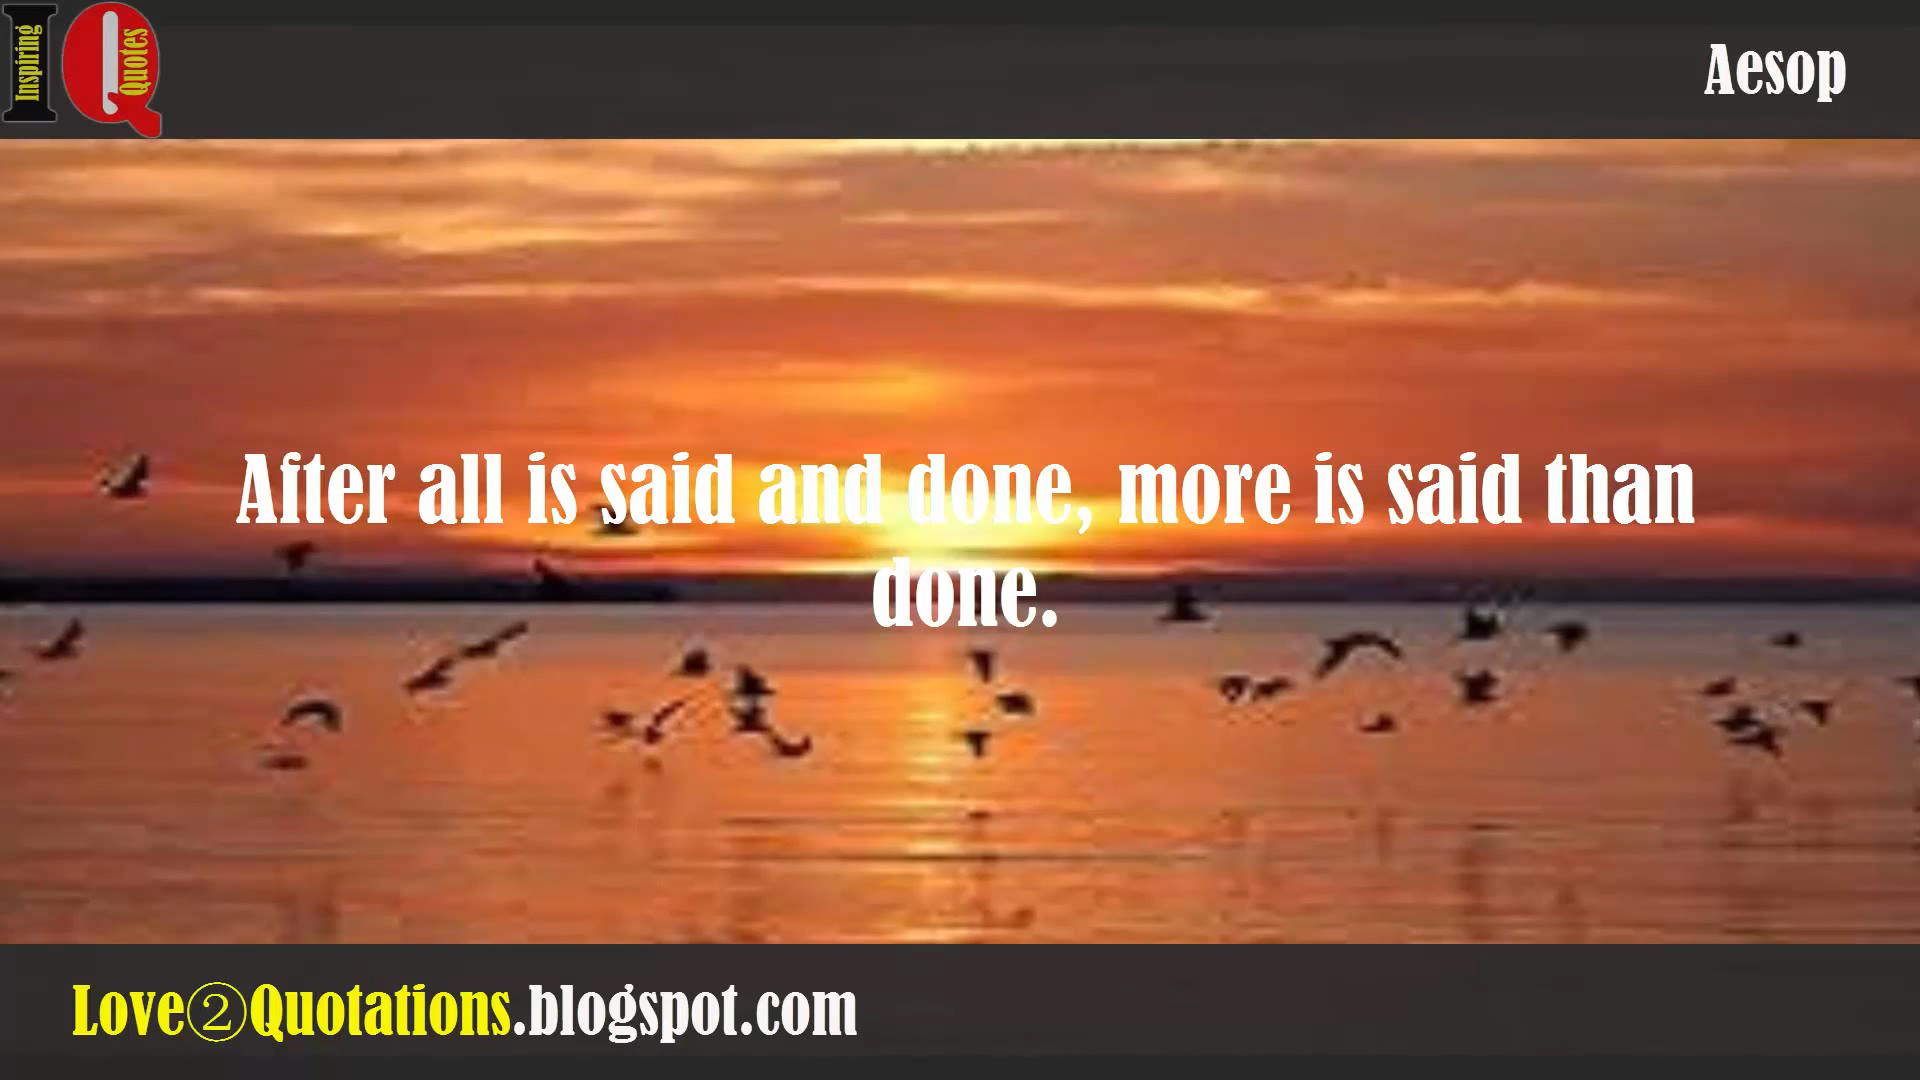 Inspiring
Quotes
Aesop
After all is said and done, more is said than
done.
Love②Quotations.blogspot.com